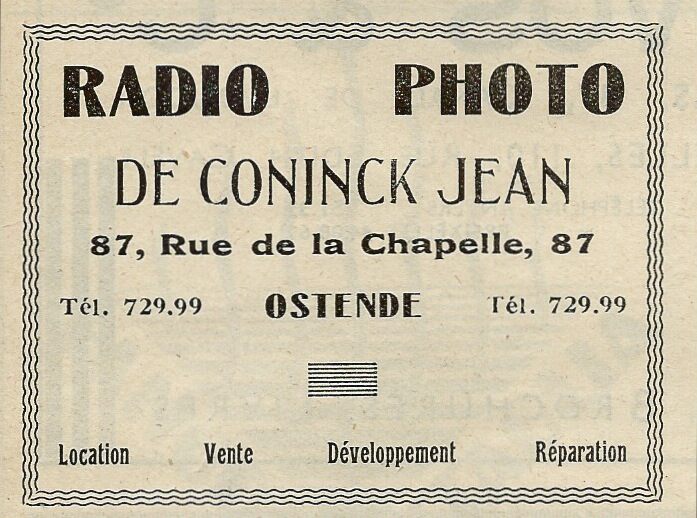 RADIO PHOTO
DE CONINCK JEAN
87, Rue de la Chapelle, 87
Tél. 729.99 OSTENDE Tél. 729.99
Location Vente Développement Réparation